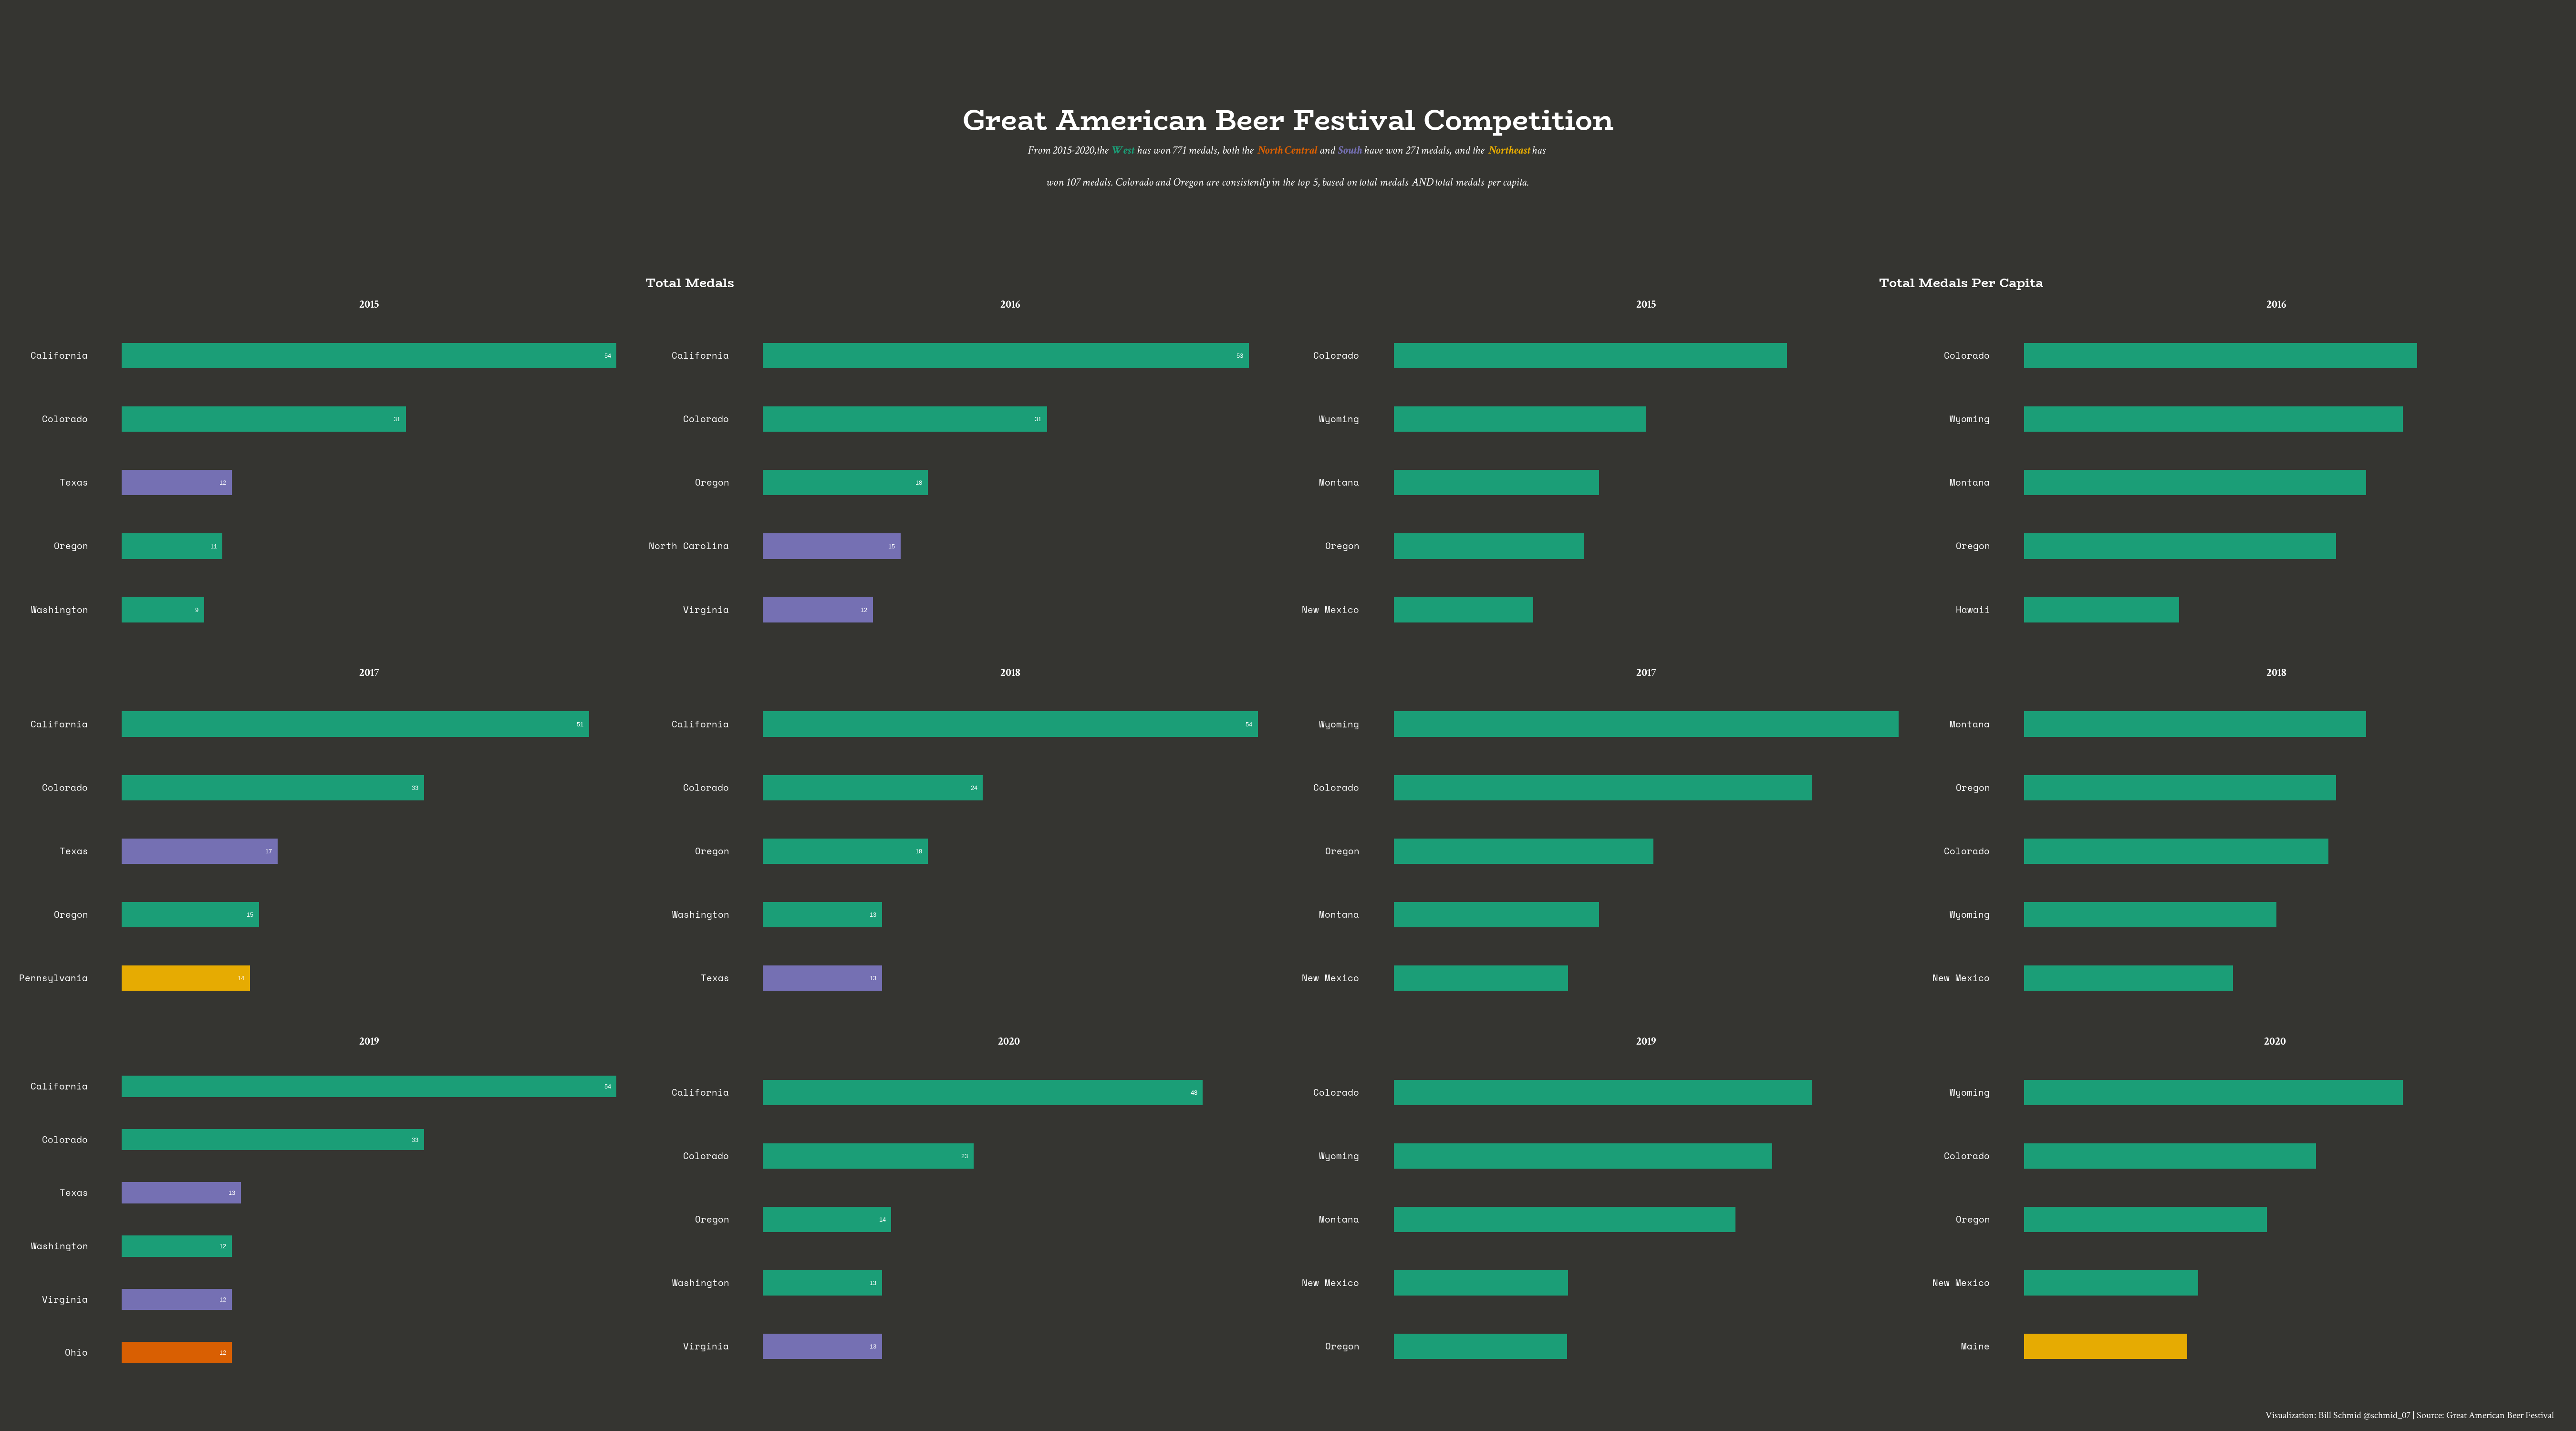 Great American Beer Festival Competition
From 2015-2020,the West has won 771 medals, both the North Central and South have won 271 medals, and the Northeast has
won 107 medals. Colorado and Oregon are consistently in the top 5, based on total medals AND total medals per capita.
Total Medals
2015
California 54
Colorado 31
Texas 12
Oregon 11
Washington 9
2016
California 53
Colorado 31
Oregon 18
North Carolina 15
Virginia 12
2017
California 51
Colorado 33
Texas 17
Oregon 15
Pennsylvania 14
2018
California 54
Colorado 24
Oregon 18
Washington 13
Texas 13
2019
California 54
Colorado 33
Texas 13
Washington 12
Virginia 12
Ohio 12
2020
California 48
Colorado 23
Oregon 14
Washington 13
Virginia 13
Total Medals Per Capita
2015
Colorado
Wyoming
Montana
Oregon
New Mexico
2016
Colorado
Wyoming
Montana
Oregon
Hawaii
2017
Wyoming
Colorado
Oregon
Montana
New Mexico
2018
Montana
Oregon
Colorado
Wyoming
New Mexico
2019
Colorado
Wyoming
Montana
New Mexico
Oregon
2020
Wyoming
Colorado
Oregon
New Mexico
Maine
Visualization: Bill Schmid @schmid_07 | Source: Great American Beer Festival